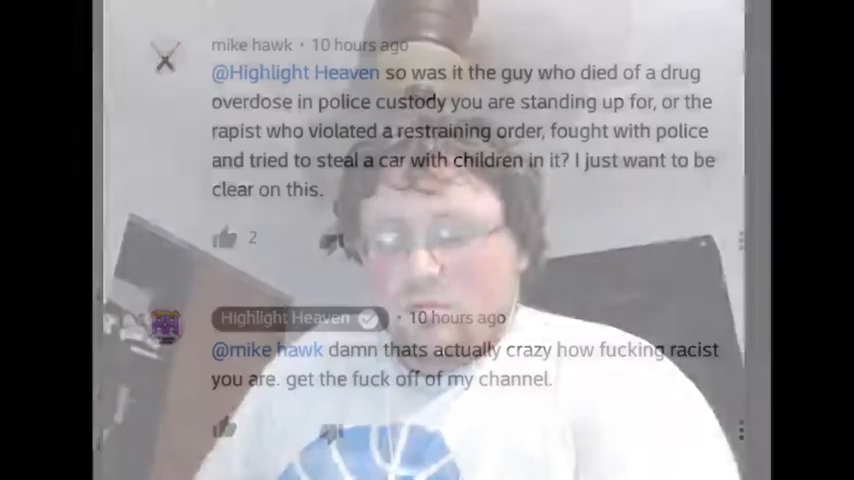 mike hawk · 10 hours ago
@Highlight Heaven so was it the guy who died of a drug
overdose in police custody you are standing up for, or the
rapist who violated a restraining order, fought with police
and tried to steal a car with children in it? I just want to be
clear on this.
2
Highlight Heaven · 10 hours ago
@mike hawk damn thats actually crazy how fucking racist
you are. get the fuck off of my channel.